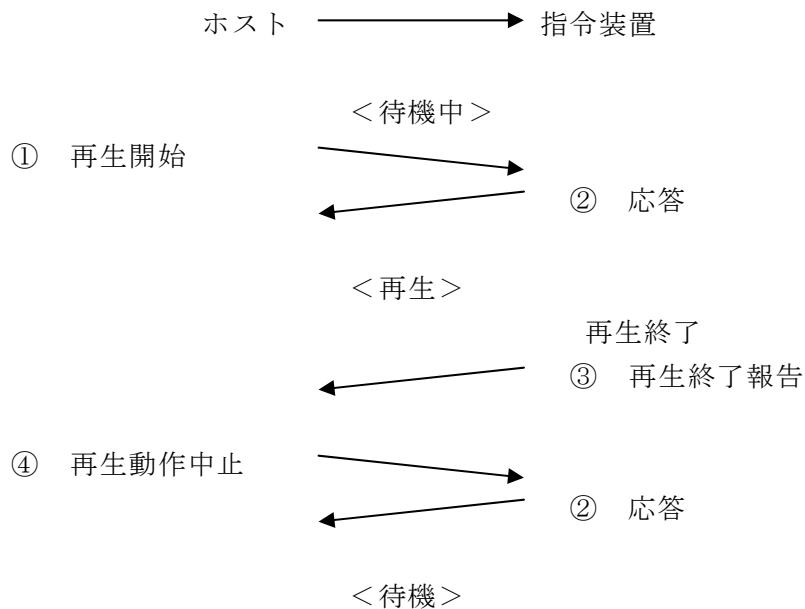 ホスト 指令装置
＜待機中＞
① 再生開始
② 応答
＜再生＞
再生終了
③ 再生終了報告
④ 再生動作中止
② 応答
＜待機＞